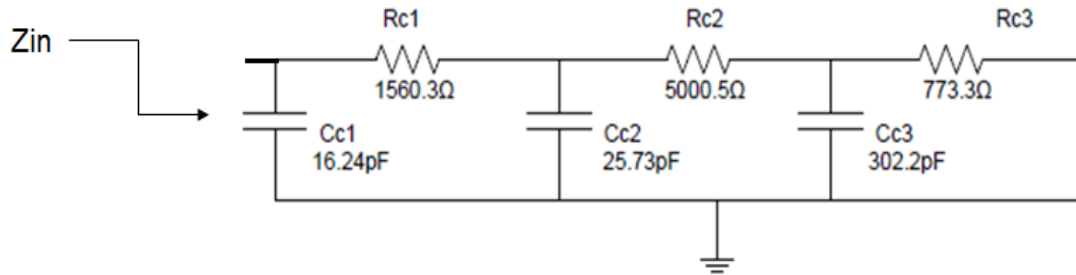 Zin
Rc1
1560.3Ω
Rc2
5000.5Ω
Rc3
773.3Ω
Cc1
16.24pF
Cc2
25.73pF
Cc3
302.2pF